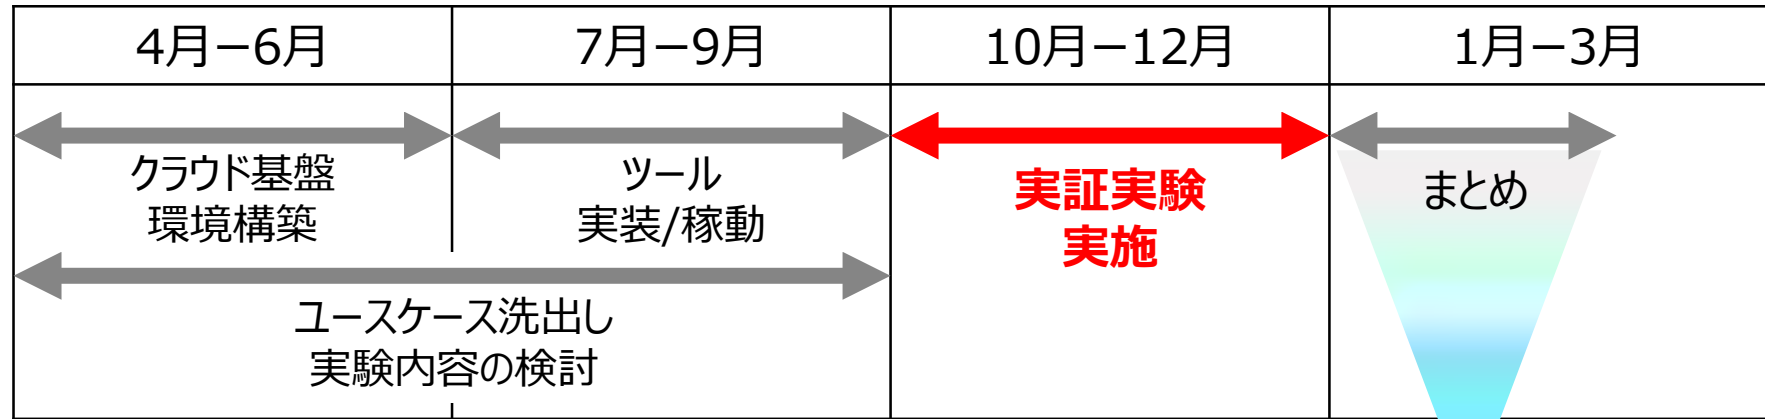 4月ー6月
7月ー9月
10月ー12月
1月ー3月
クラウド基盤
環境構築
ツール
実装/稼動
実証実験
実施
まとめ
ユースケース洗出し
実験内容の検討